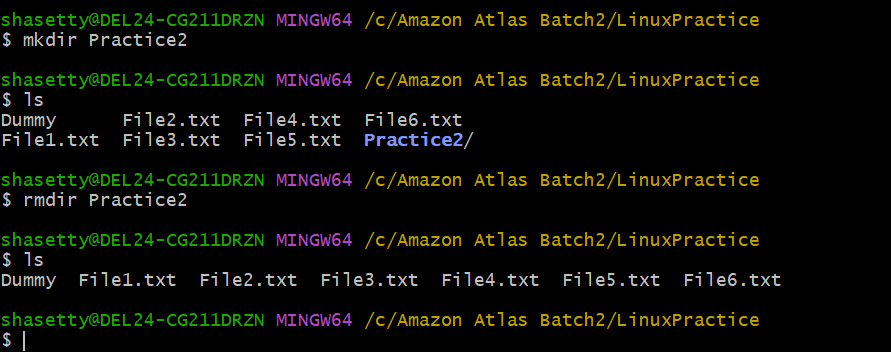 shasetty@DEL24-CG211DRZN MINGW64 /c/Amazon Atlas Batch2/LinuxPractice
$ mkdir Practice2
shasetty@DEL24-CG211DRZN MINGW64 /c/Amazon Atlas Batch2/LinuxPractice
$ ls
Dummy      File2.txt  File4.txt  File6.txt
File1.txt  File3.txt  File5.txt  Practice2/
shasetty@DEL24-CG211DRZN MINGW64 /c/Amazon Atlas Batch2/LinuxPractice
$ rmdir Practice2
shasetty@DEL24-CG211DRZN MINGW64 /c/Amazon Atlas Batch2/LinuxPractice
$ ls
Dummy  File1.txt  File2.txt  File3.txt  File4.txt  File5.txt  File6.txt
shasetty@DEL24-CG211DRZN MINGW64 /c/Amazon Atlas Batch2/LinuxPractice
$